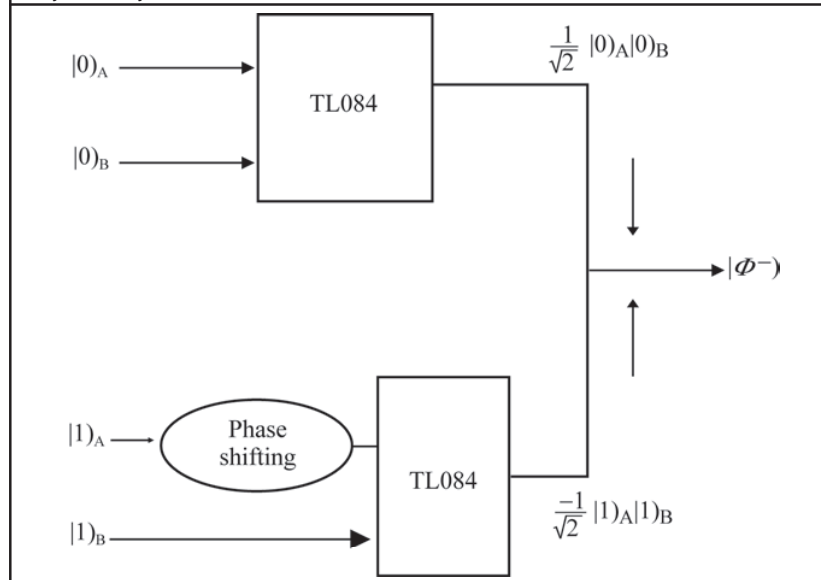 |0)A
TL084
|0)B
1/√2 |0)A|0)B
|Φ−)
|1)A
Phase
shifting
TL084
|1)B
−1/√2 |1)A|1)B